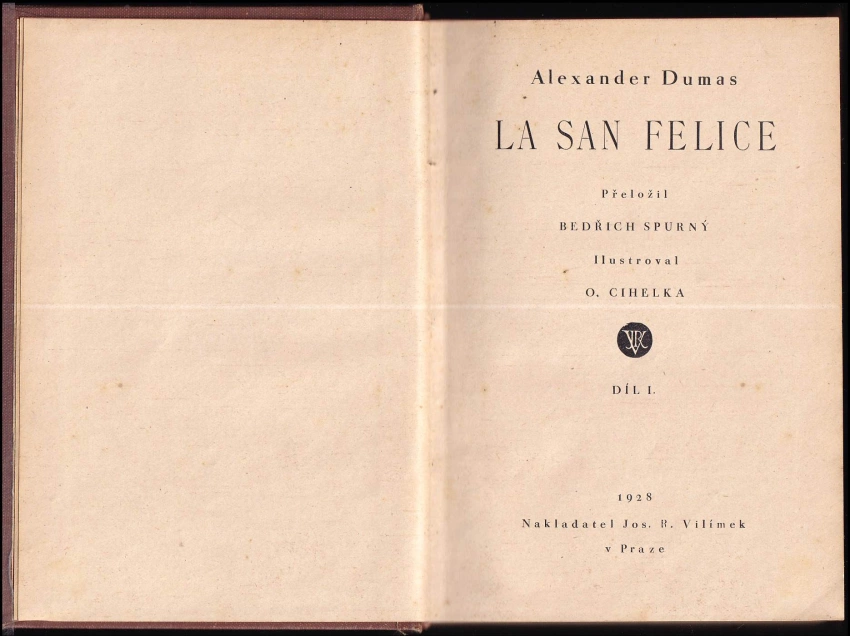 Alexander Dumas
LA SAN FELICE
Přeložil
BEDŘICH SPURNÝ
Ilustroval
O. CIHELKA
DÍL I.
1928
Nakladatel Jos. R. Vilímek
v Praze